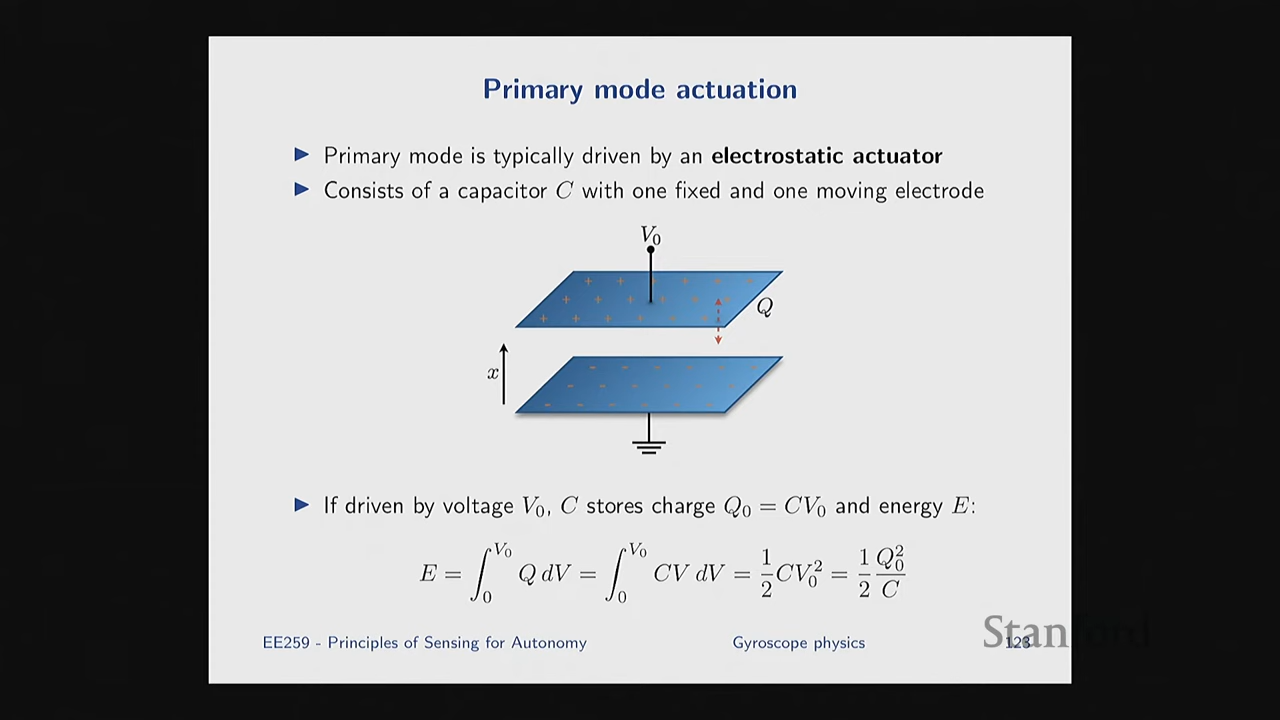 Primary mode actuation
▶ Primary mode is typically driven by an electrostatic actuator
▶ Consists of a capacitor C with one fixed and one moving electrode
V₀
Q
x
▶ If driven by voltage V₀, C stores charge Q₀ = CV₀ and energy E:
E = ∫₀^{V₀} Q dV = ∫₀^{V₀} CV dV = 1/2 CV₀² = 1/2 Q₀²/C
EE259 - Principles of Sensing for Autonomy Gyroscope physics 123
Stanford